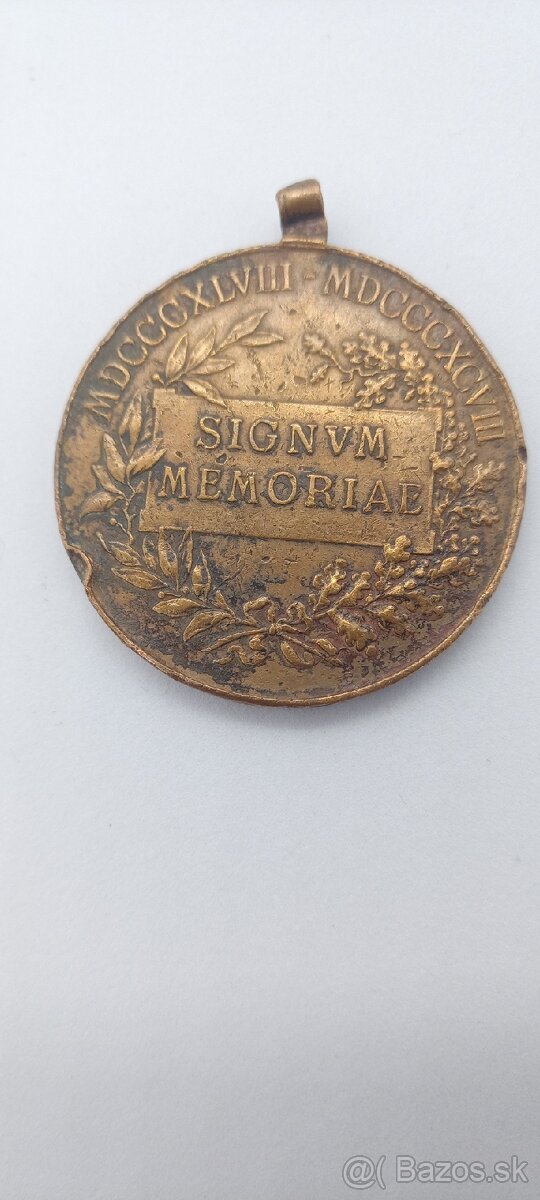 MDCCCXLVIII - MDCCCXCVIII
SIGNVM
MEMORIAE
@( Bazos.sk